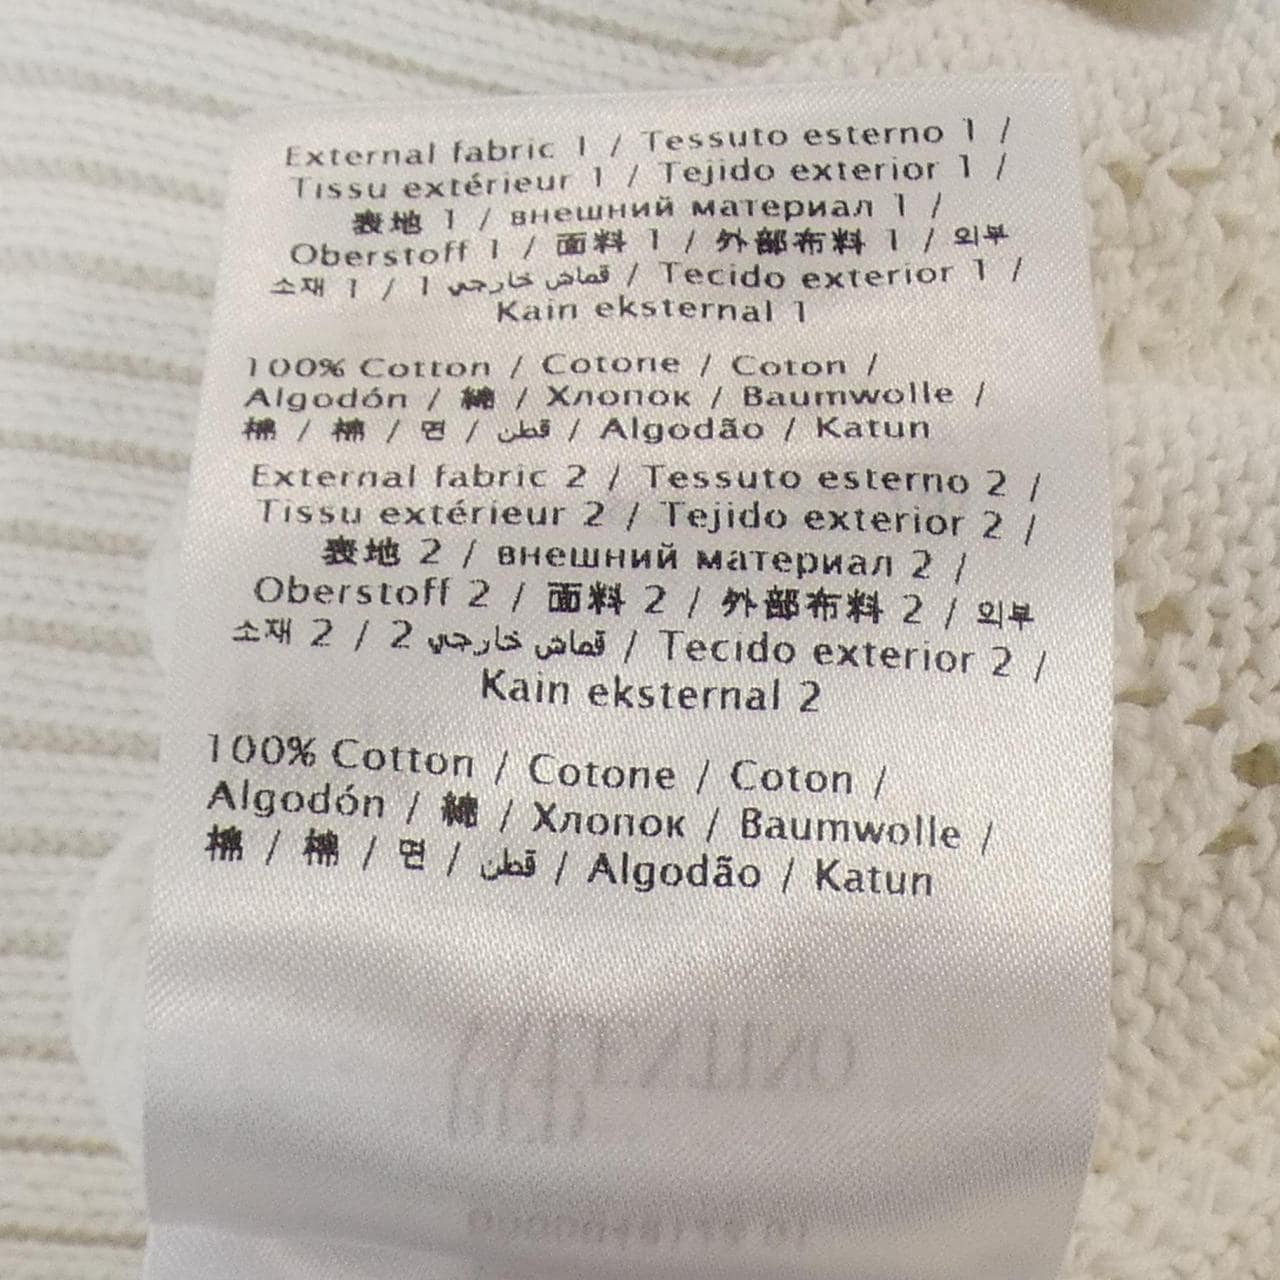 External fabric 1 / Tessuto esterno 1 /
Tissu extérieur 1 / Tejido exterior 1 /
表地 1 / внешний материал 1 /
Oberstoff 1 / 面料 1 / 外部布料 1 / 외부
소재 1 / قماش خارجي 1 / Tecido exterior 1 /
Kain eksternal 1
100% Cotton / Cotone / Coton /
Algodón / 綿 / Хлопок / Baumwolle /
棉 / 棉 / 면 / قطن / Algodão / Katun
External fabric 2 / Tessuto esterno 2 /
Tissu extérieur 2 / Tejido exterior 2 /
表地 2 / внешний материал 2 /
Oberstoff 2 / 面料 2 / 外部布料 2 / 외부
소재 2 / قماش خارجي 2 / Tecido exterior 2 /
Kain eksternal 2
100% Cotton / Cotone / Coton /
Algodón / 綿 / Хлопок / Baumwolle /
棉 / 棉 / 면 / قطن / Algodão / Katun